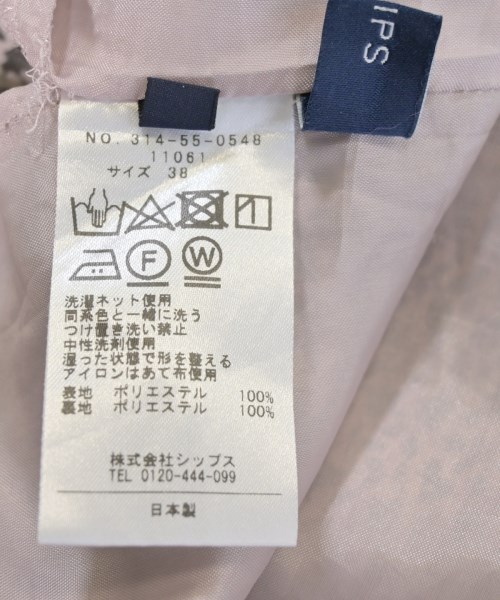 IPS
NO. 314-55-0548
11061
サイズ 38
F W
洗濯ネット使用
同系色と一緒に洗う
つけ置き洗い禁止
中性洗剤使用
湿った状態で形を整える
アイロンはあて布使用
表地 ポリエステル 100%
裏地 ポリエステル 100%
株式会社シップス
TEL 0120-444-099
日本製